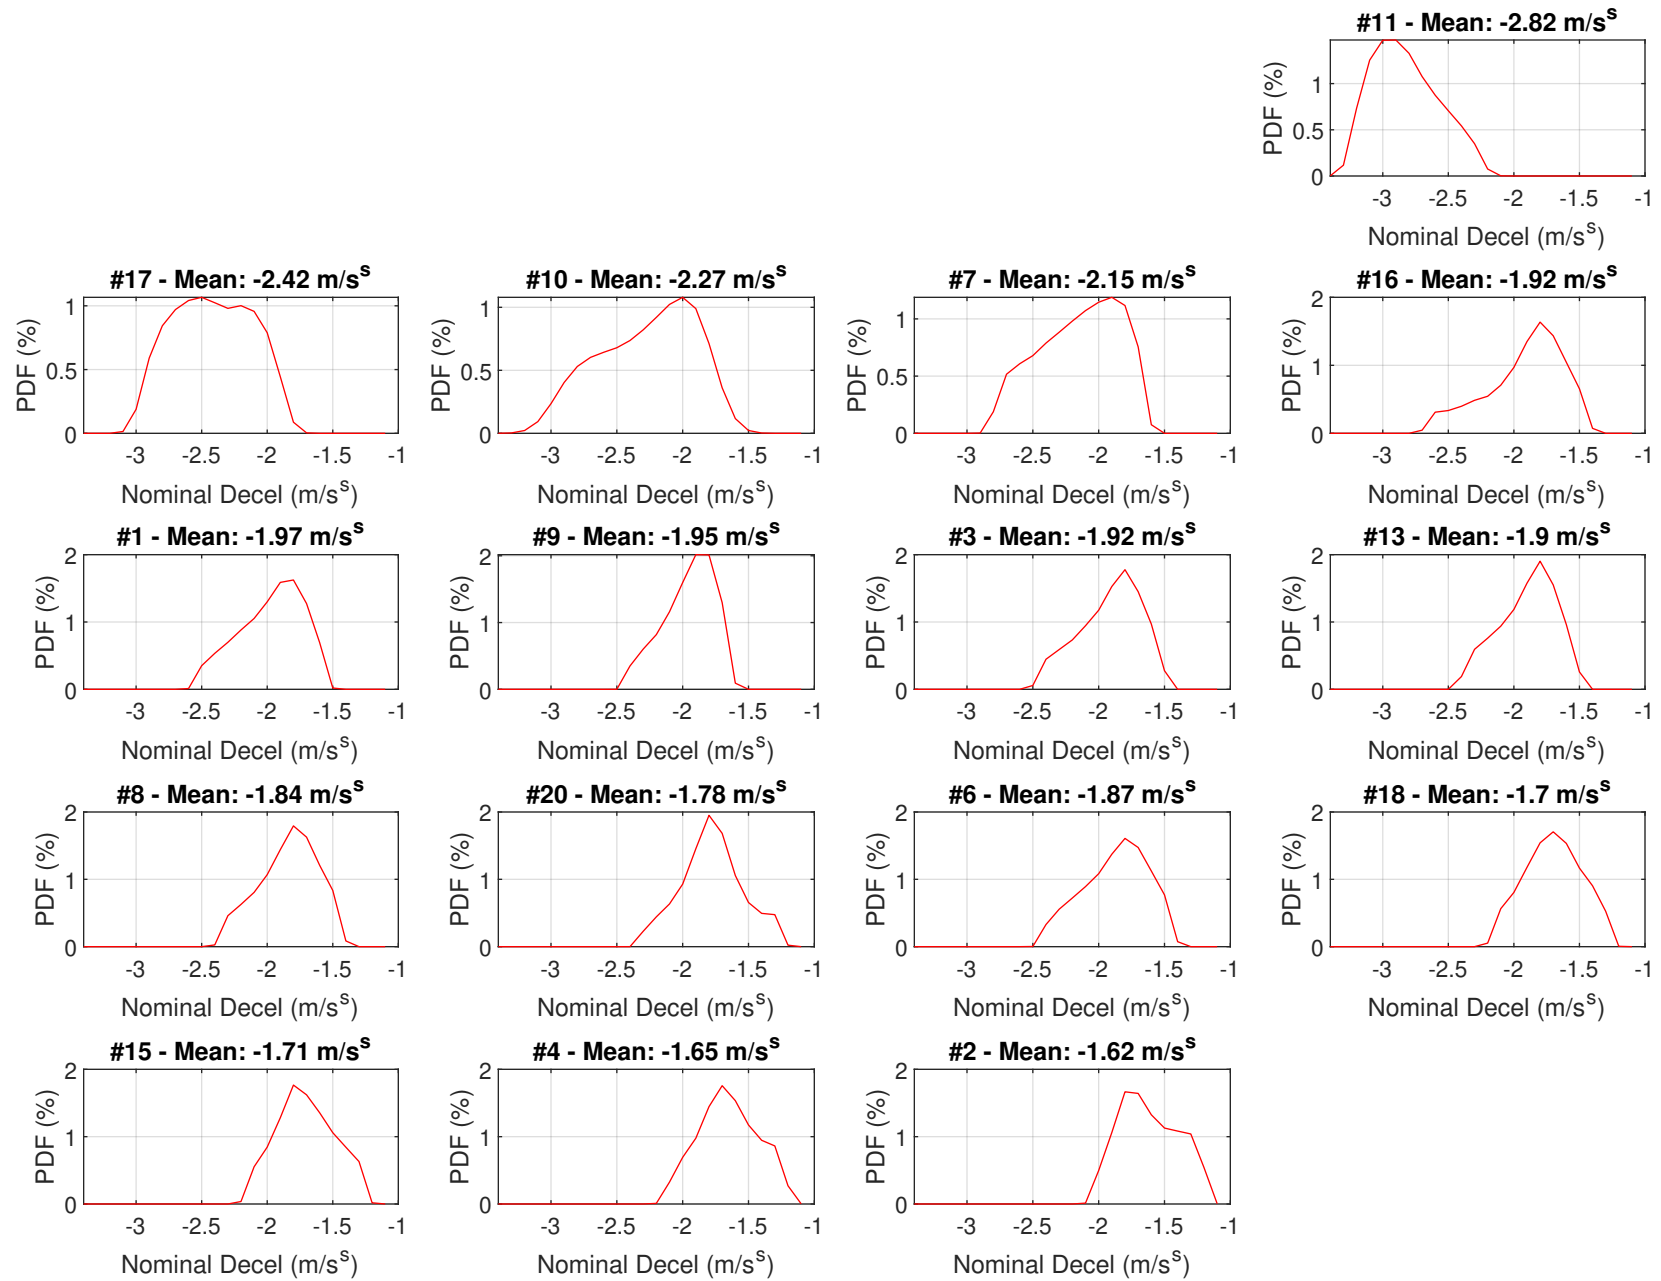 #11 - Mean: -2.82 m/s^s
PDF (%)
1
0.5
0
-3 -2.5 -2 -1.5 -1
Nominal Decel (m/s^s)
#17 - Mean: -2.42 m/s^s
PDF (%)
1
0.5
0
-3 -2.5 -2 -1.5 -1
Nominal Decel (m/s^s)
#10 - Mean: -2.27 m/s^s
PDF (%)
1
0.5
0
-3 -2.5 -2 -1.5 -1
Nominal Decel (m/s^s)
#7 - Mean: -2.15 m/s^s
PDF (%)
1
0.5
0
-3 -2.5 -2 -1.5 -1
Nominal Decel (m/s^s)
#16 - Mean: -1.92 m/s^s
PDF (%)
2
1
0
-3 -2.5 -2 -1.5 -1
Nominal Decel (m/s^s)
#1 - Mean: -1.97 m/s^s
PDF (%)
2
1
0
-3 -2.5 -2 -1.5 -1
Nominal Decel (m/s^s)
#9 - Mean: -1.95 m/s^s
PDF (%)
2
1
0
-3 -2.5 -2 -1.5 -1
Nominal Decel (m/s^s)
#3 - Mean: -1.92 m/s^s
PDF (%)
2
1
0
-3 -2.5 -2 -1.5 -1
Nominal Decel (m/s^s)
#13 - Mean: -1.9 m/s^s
PDF (%)
2
1
0
-3 -2.5 -2 -1.5 -1
Nominal Decel (m/s^s)
#8 - Mean: -1.84 m/s^s
PDF (%)
2
1
0
-3 -2.5 -2 -1.5 -1
Nominal Decel (m/s^s)
#20 - Mean: -1.78 m/s^s
PDF (%)
2
1
0
-3 -2.5 -2 -1.5 -1
Nominal Decel (m/s^s)
#6 - Mean: -1.87 m/s^s
PDF (%)
2
1
0
-3 -2.5 -2 -1.5 -1
Nominal Decel (m/s^s)
#18 - Mean: -1.7 m/s^s
PDF (%)
2
1
0
-3 -2.5 -2 -1.5 -1
Nominal Decel (m/s^s)
#15 - Mean: -1.71 m/s^s
PDF (%)
2
1
0
-3 -2.5 -2 -1.5 -1
Nominal Decel (m/s^s)
#4 - Mean: -1.65 m/s^s
PDF (%)
2
1
0
-3 -2.5 -2 -1.5 -1
Nominal Decel (m/s^s)
#2 - Mean: -1.62 m/s^s
PDF (%)
2
1
0
-3 -2.5 -2 -1.5 -1
Nominal Decel (m/s^s)